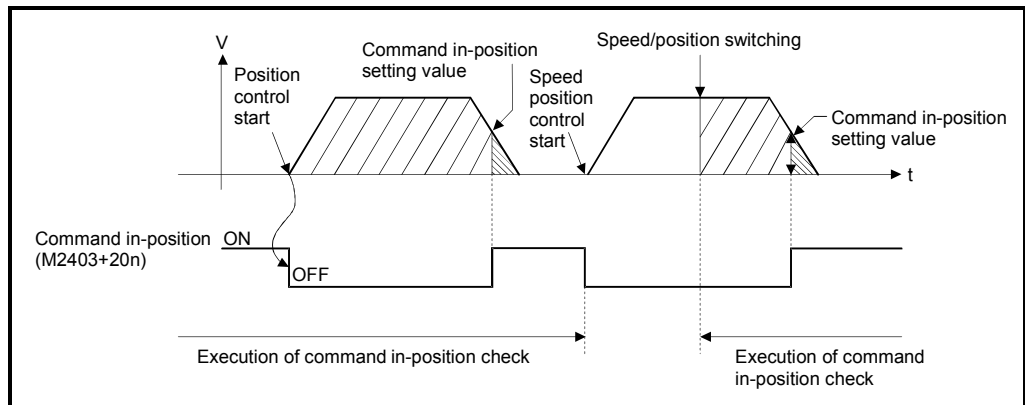 V
Position
control
start
Command in-position
setting value
Speed
position
control
start
Speed/position switching
Command in-position
setting value
t
Command in-position
(M2403+20n)
ON
OFF
Execution of command in-position check
Execution of command
in-position check